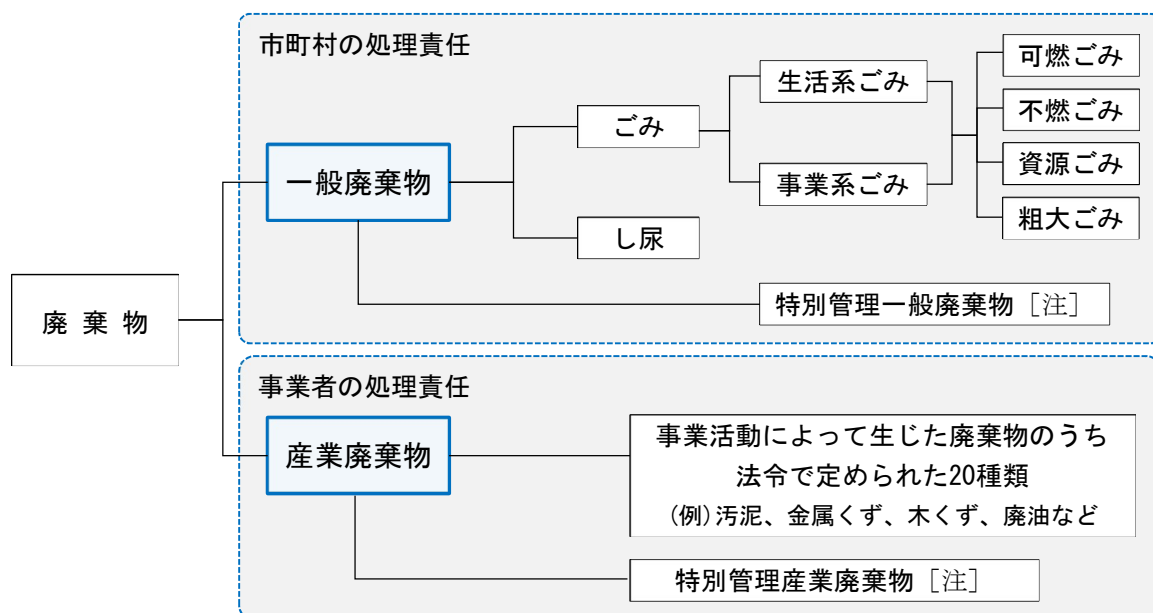 市町村の処理責任
可燃ごみ
生活系ごみ
不燃ごみ
ごみ
一般廃棄物
事業系ごみ
資源ごみ
粗大ごみ
し尿
特別管理一般廃棄物［注］
廃 棄 物
事業者の処理責任
産業廃棄物
事業活動によって生じた廃棄物のうち
法令で定められた20種類
(例)汚泥、金属くず、木くず、廃油など
特別管理産業廃棄物［注］